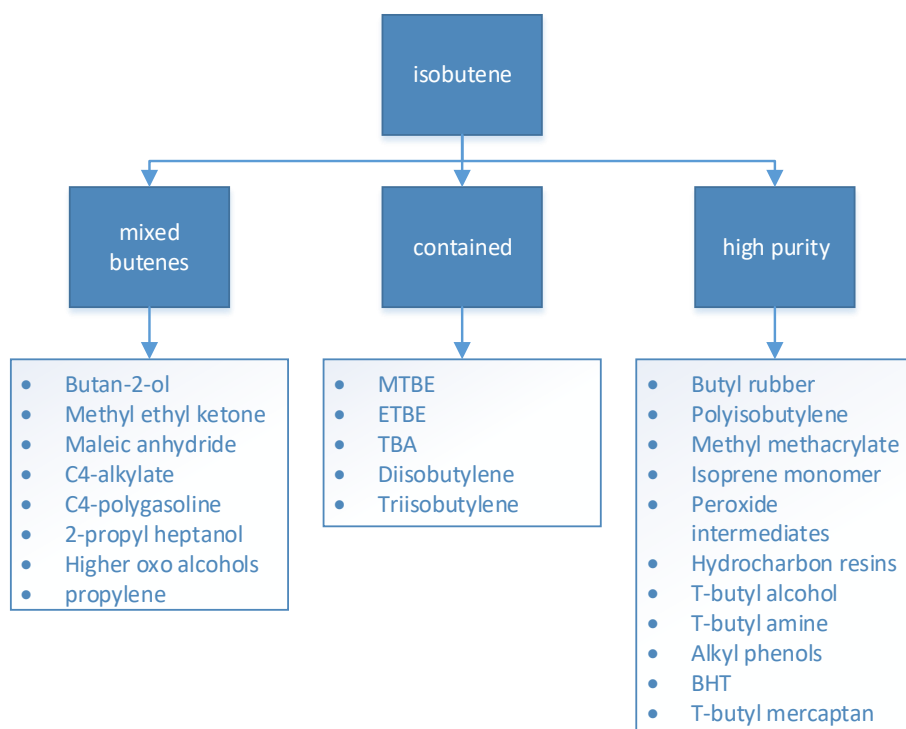 isobutene
mixed
butenes
contained
high purity
• Butan-2-ol
• Methyl ethyl ketone
• Maleic anhydride
• C4-alkylate
• C4-polygasoline
• 2-propyl heptanol
• Higher oxo alcohols
• propylene
• MTBE
• ETBE
• TBA
• Diisobutylene
• Triisobutylene
• Butyl rubber
• Polyisobutylene
• Methyl methacrylate
• Isoprene monomer
• Peroxide
intermediates
• Hydrocharbon resins
• T-butyl alcohol
• T-butyl amine
• Alkyl phenols
• BHT
• T-butyl mercaptan